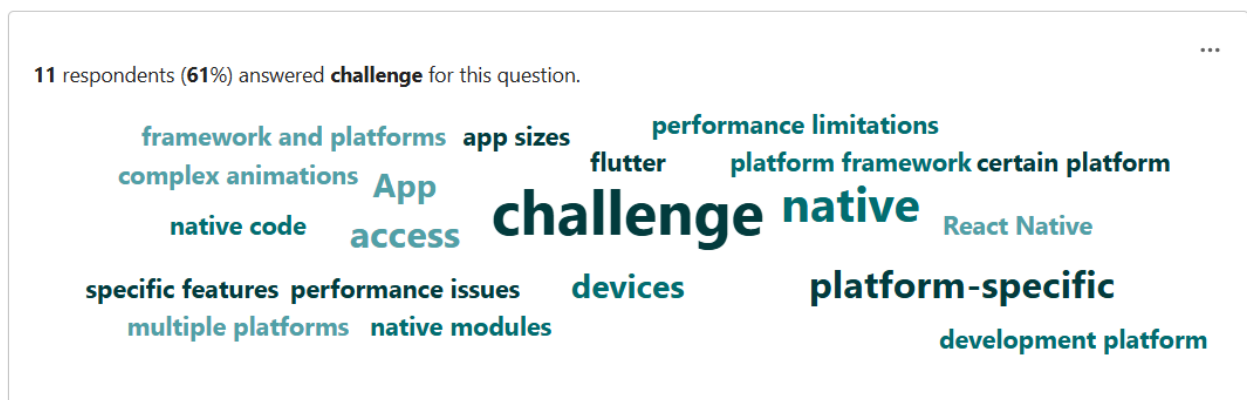 ...
11 respondents (61%) answered challenge for this question.
performance limitations
framework and platforms app sizes
flutter platform framework certain platform
complex animations App
challenge native
native code access React Native
specific features performance issues devices platform-specific
multiple platforms native modules
development platform